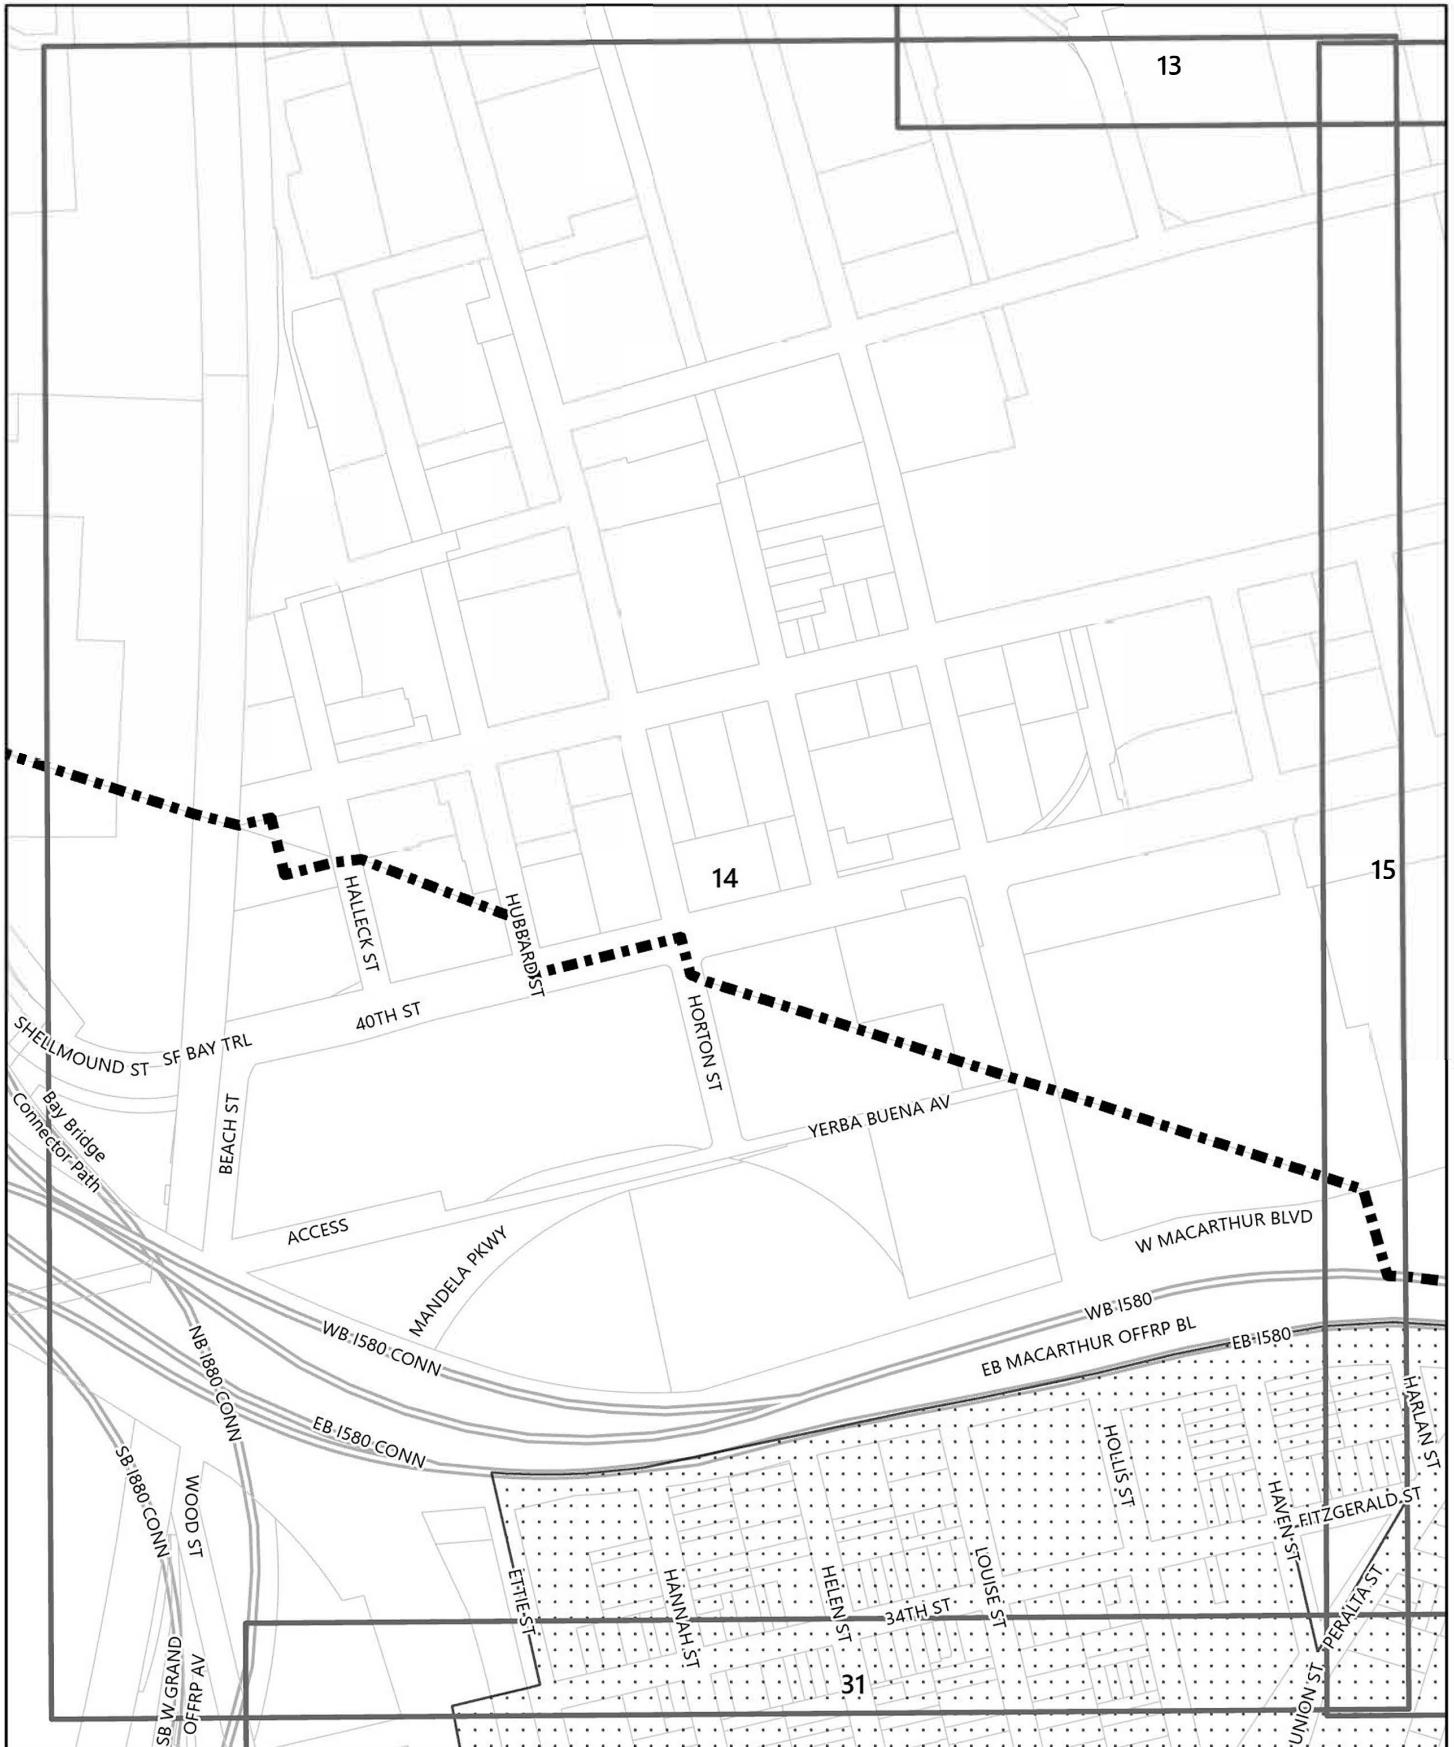 13
14
15
HALLECK ST
HUBBARD ST
40TH ST
HORTON ST
SHELLMOUND ST
SF BAY TRL
Bay Bridge
Connector Path
BEACH ST
YERBA BUENA AV
ACCESS
MANDELA PKWY
W MACARTHUR BLVD
WB I580
EB MACARTHUR OFFRP BL
EB I580
WB I580 CONN
NB I880 CONN
EB I580 CONN
SB I880 CONN
WOOD ST
HARLAN ST
HOLLIS ST
HAVEN ST
FITZGERALD ST
ETTIE ST
HANNAH ST
HELEN ST
34TH ST
LOUISE ST
PERALTA ST
SB W GRAND
OFFRP AV
31
UNION ST